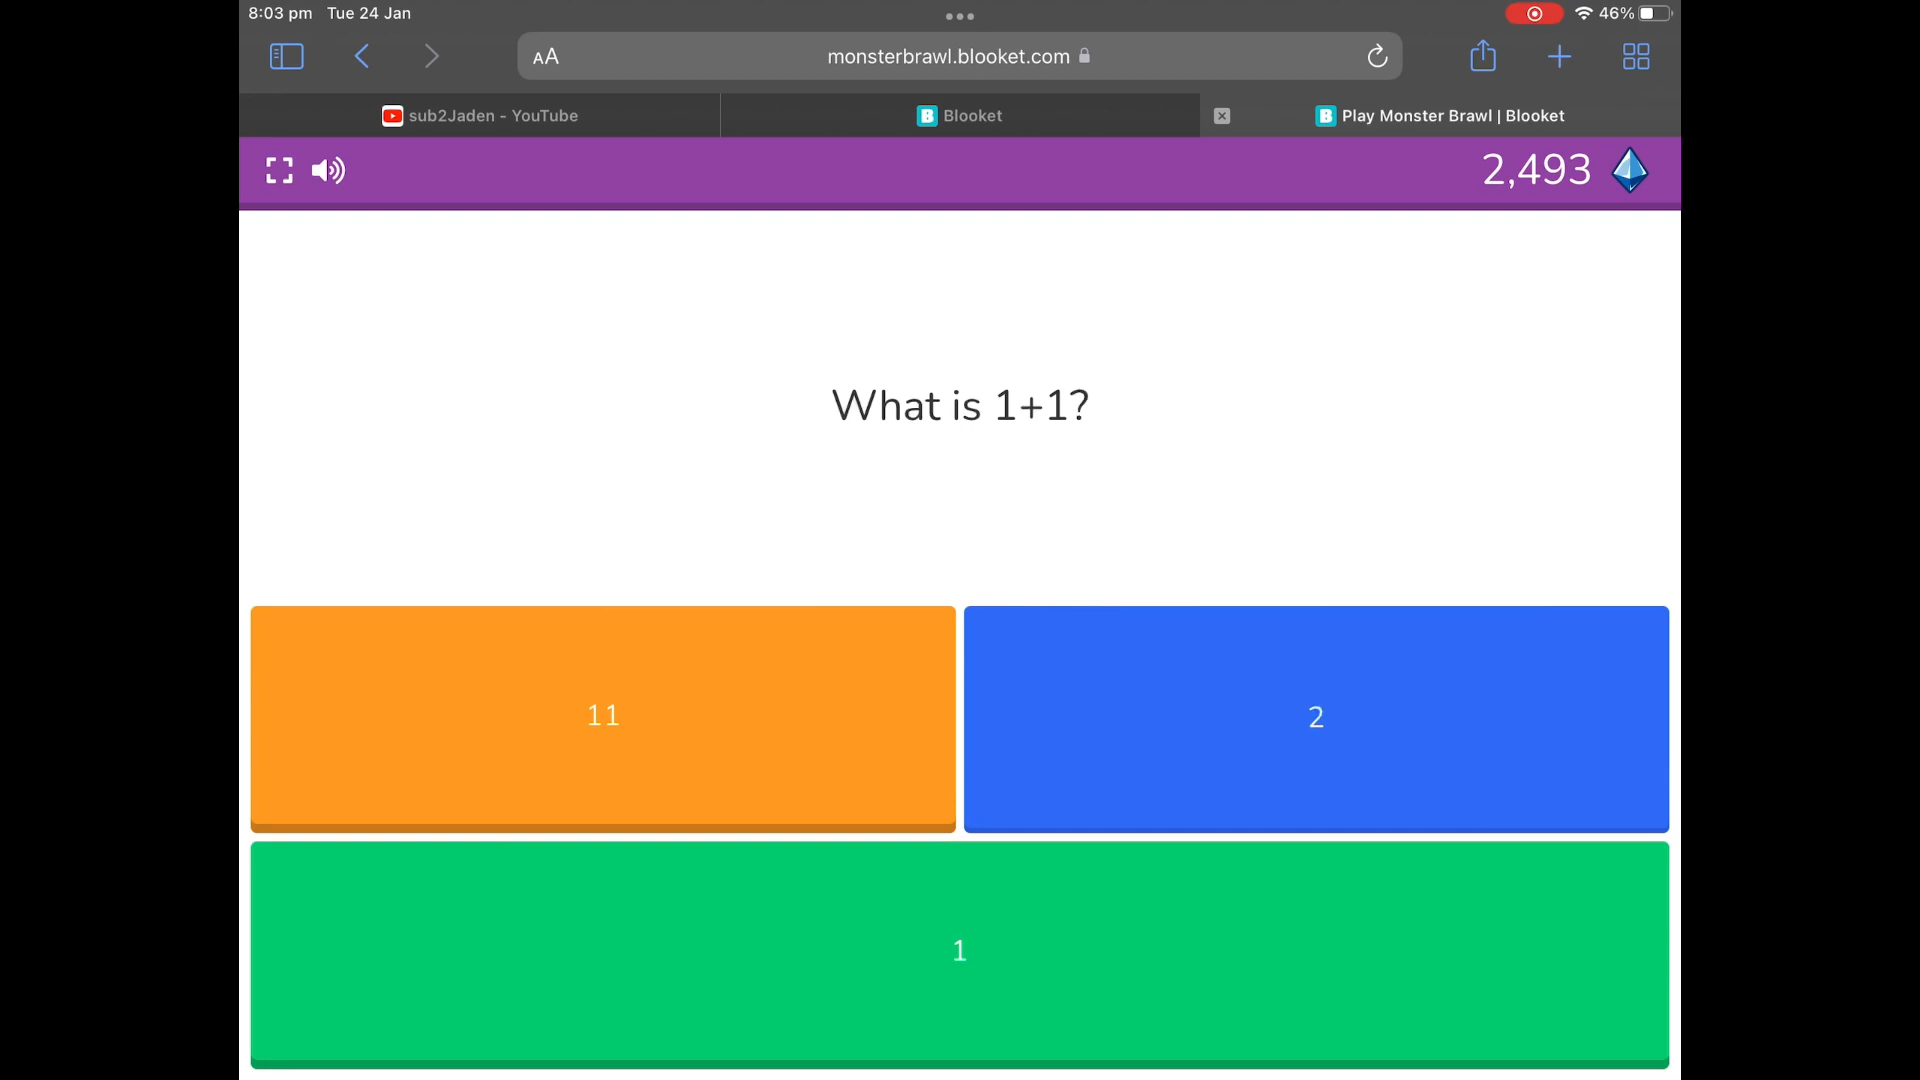 8:03 pm Tue 24 Jan
46%
AA
monsterbrawl.blooket.com
sub2Jaden - YouTube
B Blooket
B Play Monster Brawl | Blooket
2,493
What is 1+1?
11
2
1